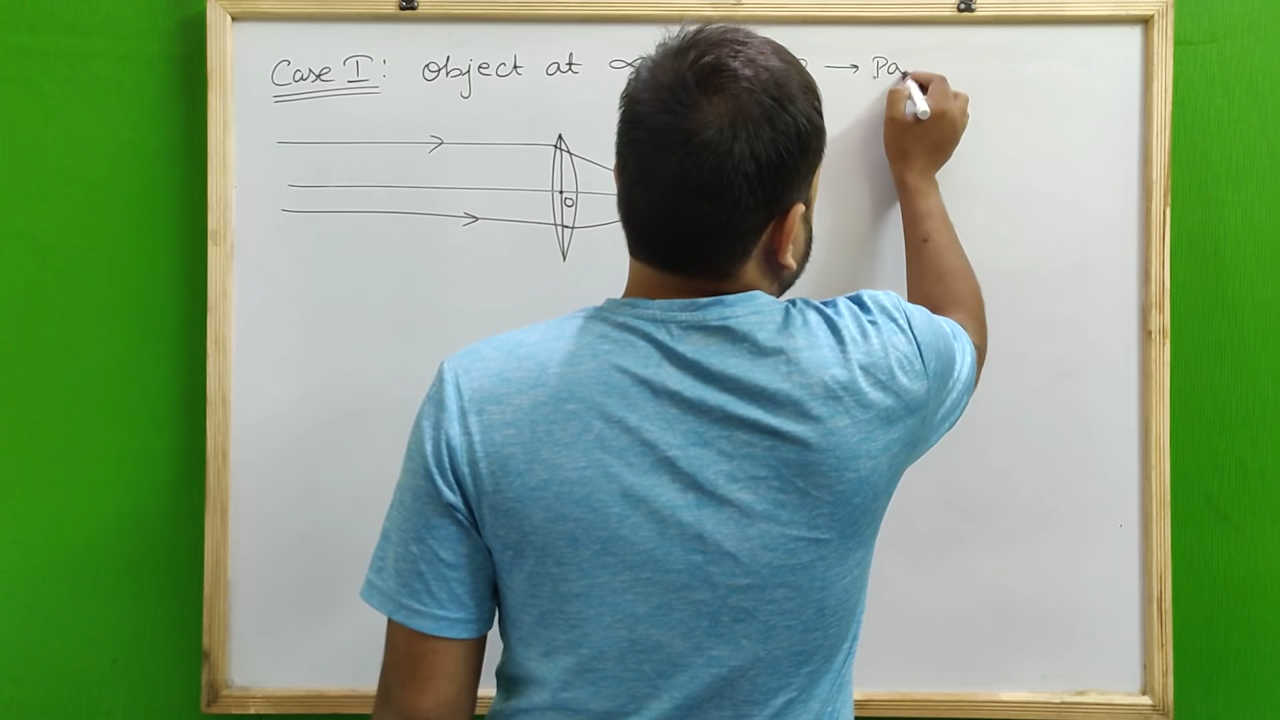 Case I : object at ∞ → Pa
O